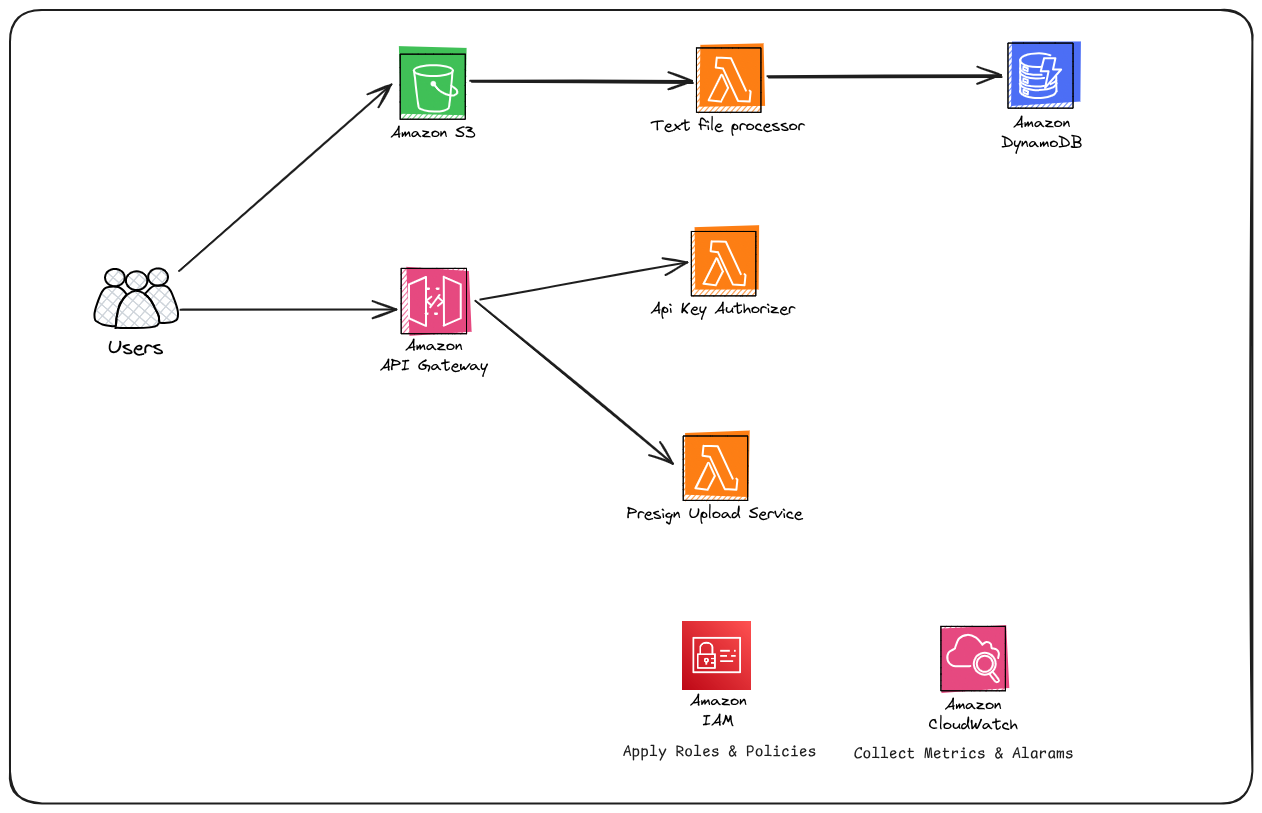 Amazon S3
Text file processor
Amazon
DynamoDB
Api Key Authorizer
Users
Amazon
API Gateway
Presign Upload Service
Amazon
IAM
Apply Roles & Policies
Amazon
CloudWatch
Collect Metrics & Alarams